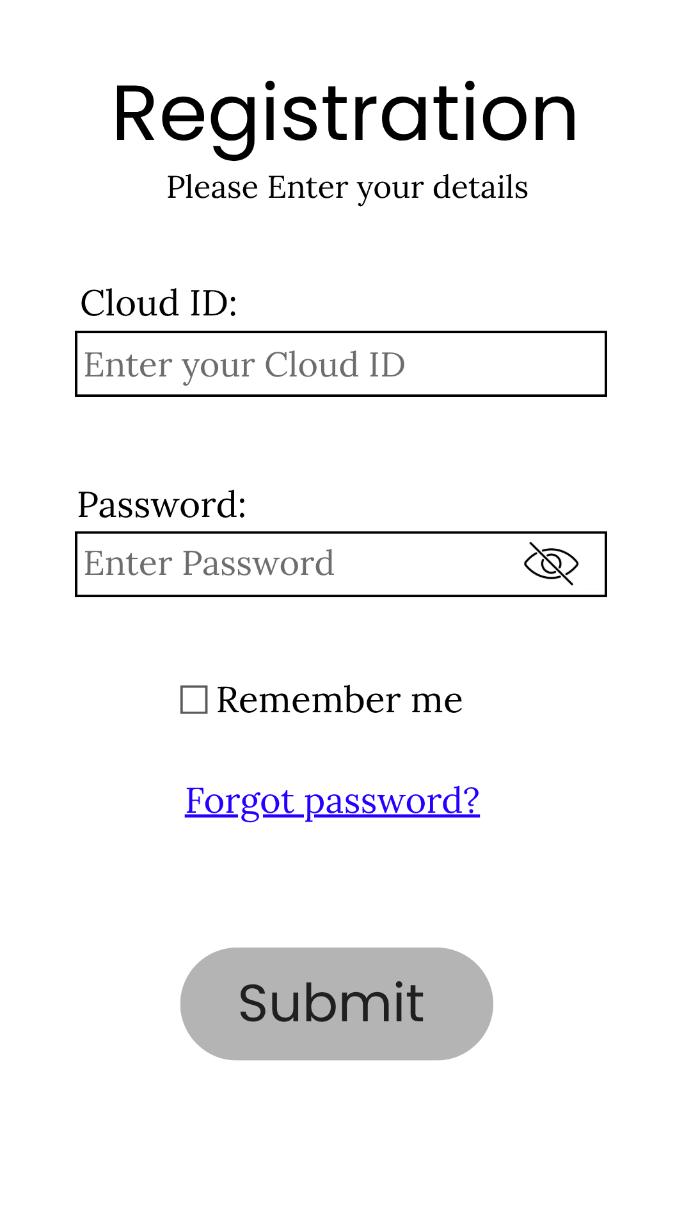 Registration
Please Enter your details
Cloud ID:
Enter your Cloud ID
Password:
Enter Password
Remember me
Forgot password?
Submit